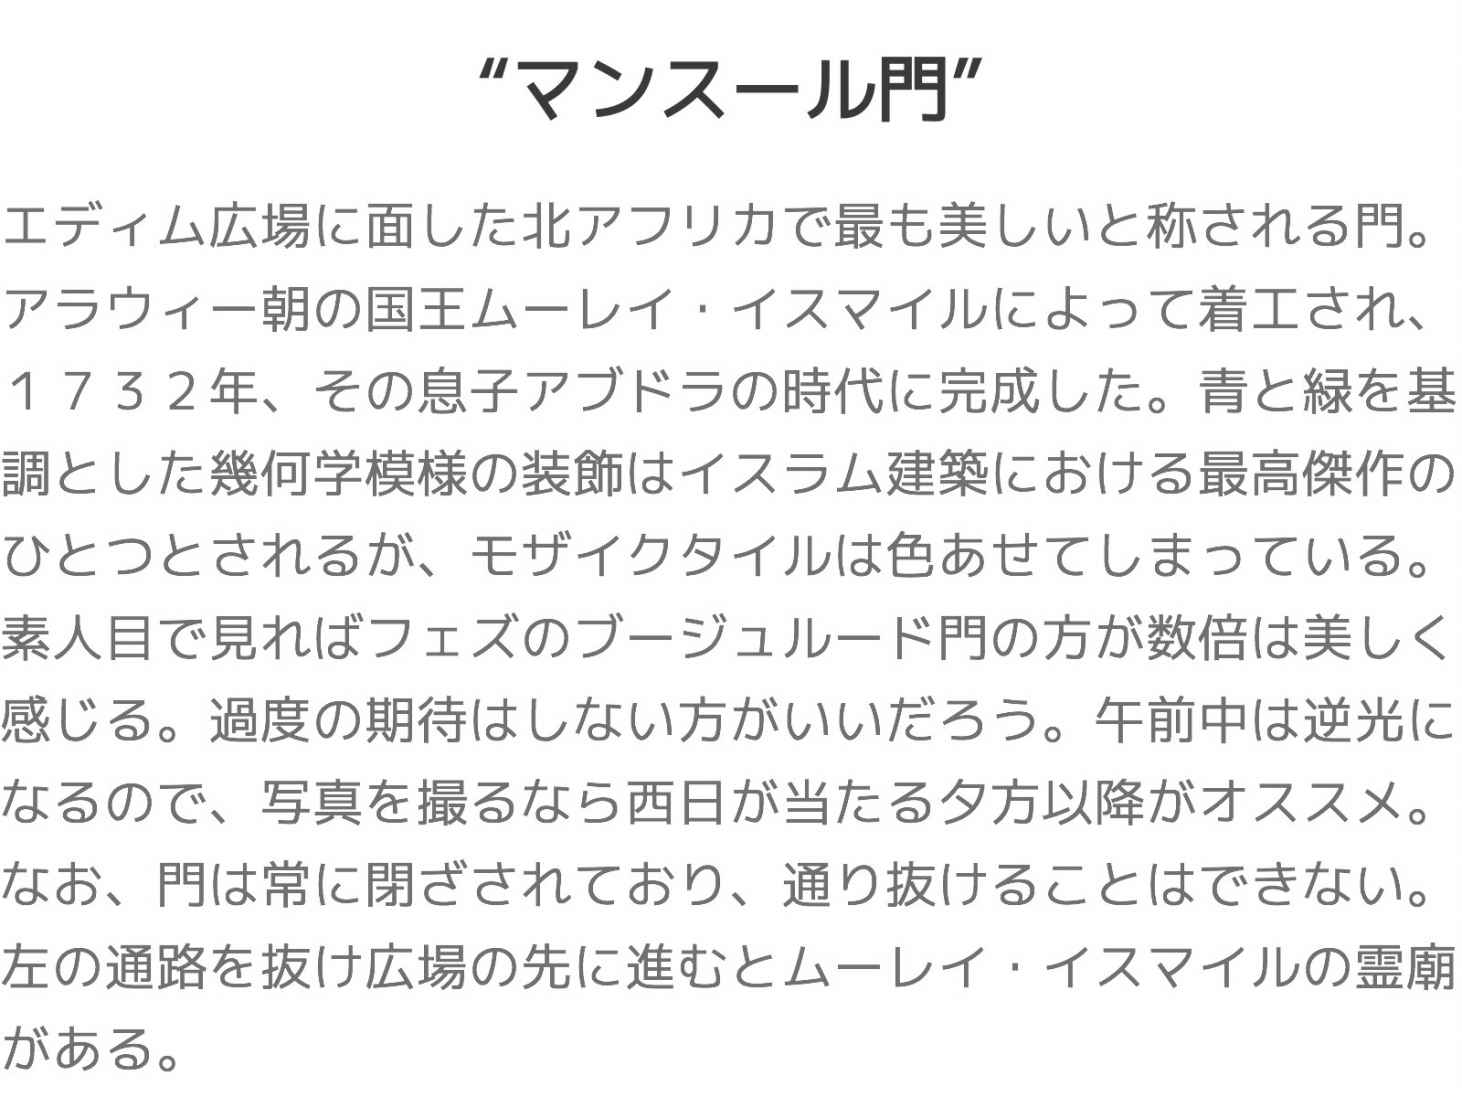 “マンスール門”
エディム広場に面した北アフリカで最も美しいと称される門。
アラウィー朝の国王ムーレイ・イスマイルによって着工され、
１７３２年、その息子アブドラの時代に完成した。青と緑を基
調とした幾何学模様の装飾はイスラム建築における最高傑作の
ひとつとされるが、モザイクタイルは色あせてしまっている。
素人目で見ればフェズのブージュルード門の方が数倍は美しく
感じる。過度の期待はしない方がいいだろう。午前中は逆光に
なるので、写真を撮るなら西日が当たる夕方以降がオススメ。
なお、門は常に閉ざされており、通り抜けることはできない。
左の通路を抜け広場の先に進むとムーレイ・イスマイルの霊廟
がある。